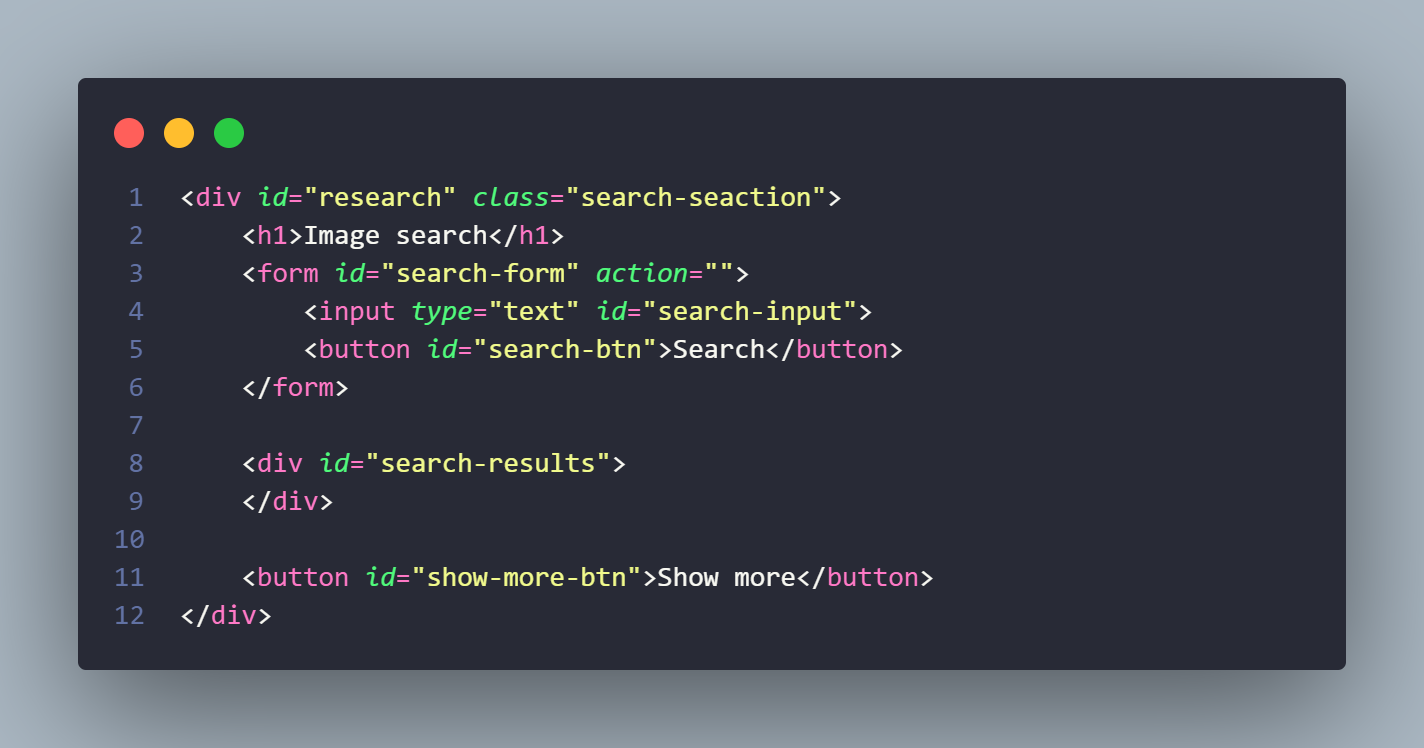 1 <div id="research" class="search-seaction">
2     <h1>Image search</h1>
3     <form id="search-form" action="">
4         <input type="text" id="search-input">
5         <button id="search-btn">Search</button>
6     </form>
7
8     <div id="search-results">
9     </div>
10
11     <button id="show-more-btn">Show more</button>
12 </div>